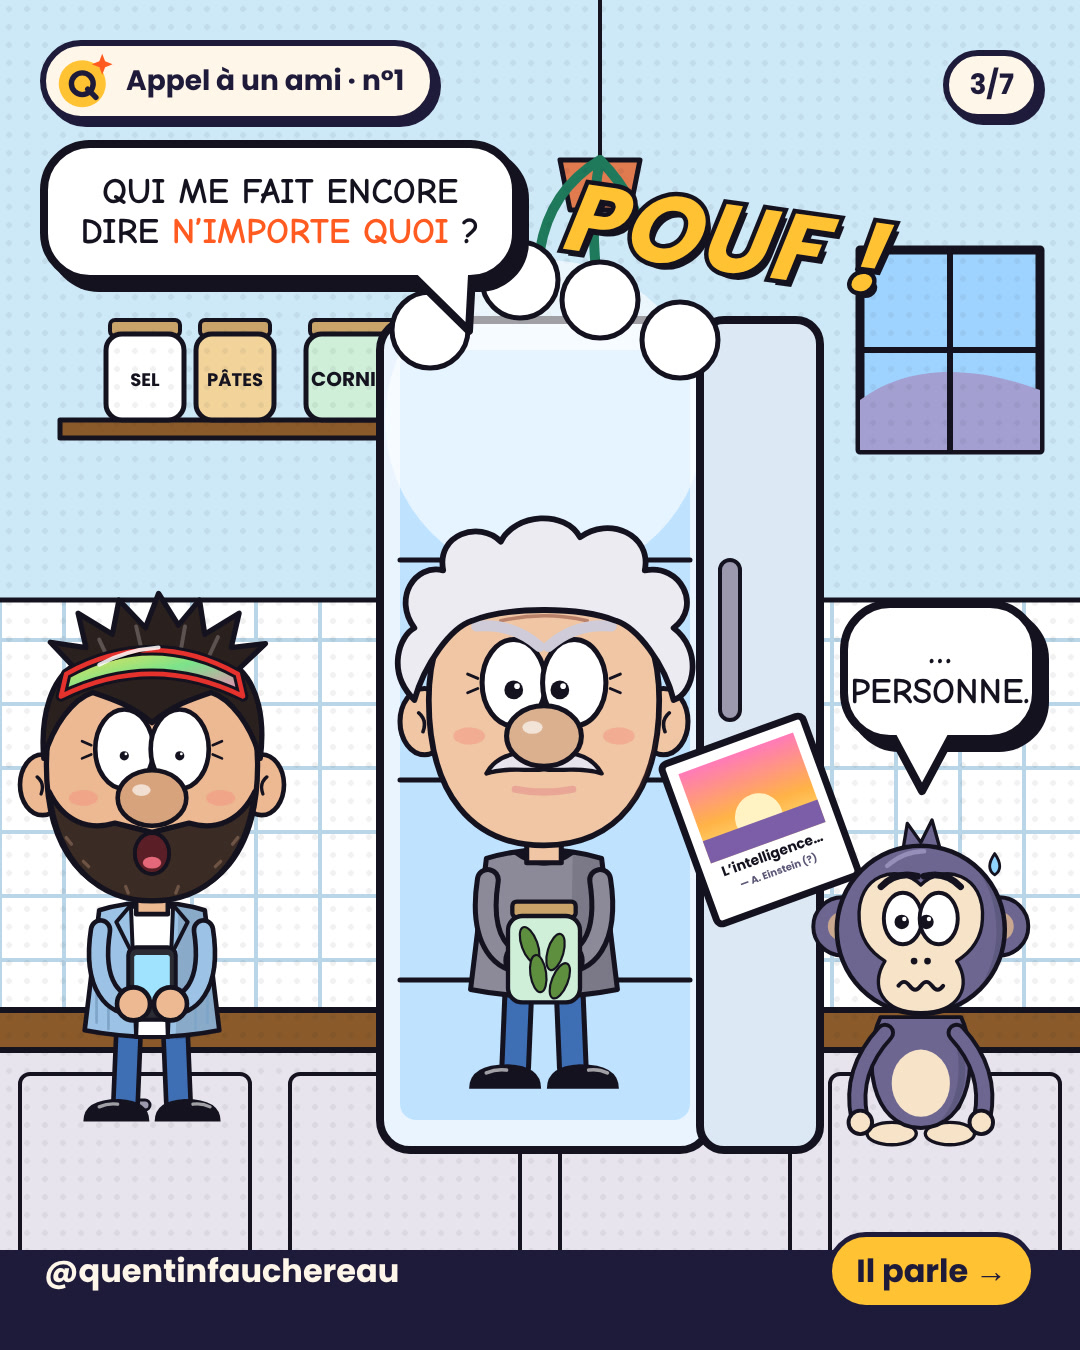 Q Appel à un ami · n°1
3/7
QUI ME FAIT ENCORE
DIRE N'IMPORTE QUOI ?
POUF !
SEL
PÂTES
CORNI
...
PERSONNE.
L'intelligence...
— A. Einstein (?)
@quentinfauchereau
Il parle →